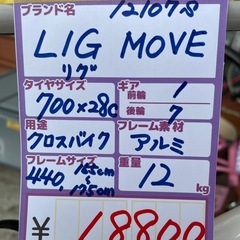 ブランド名 12107S
LIG MOVE
リグ
タイヤサイズ ギア
700×28C 前輪 1
後輪 7
用途 フレーム素材
クロスバイク アルミ
フレームサイズ 重量
440, 165cm~175cm 12 kg
¥18800